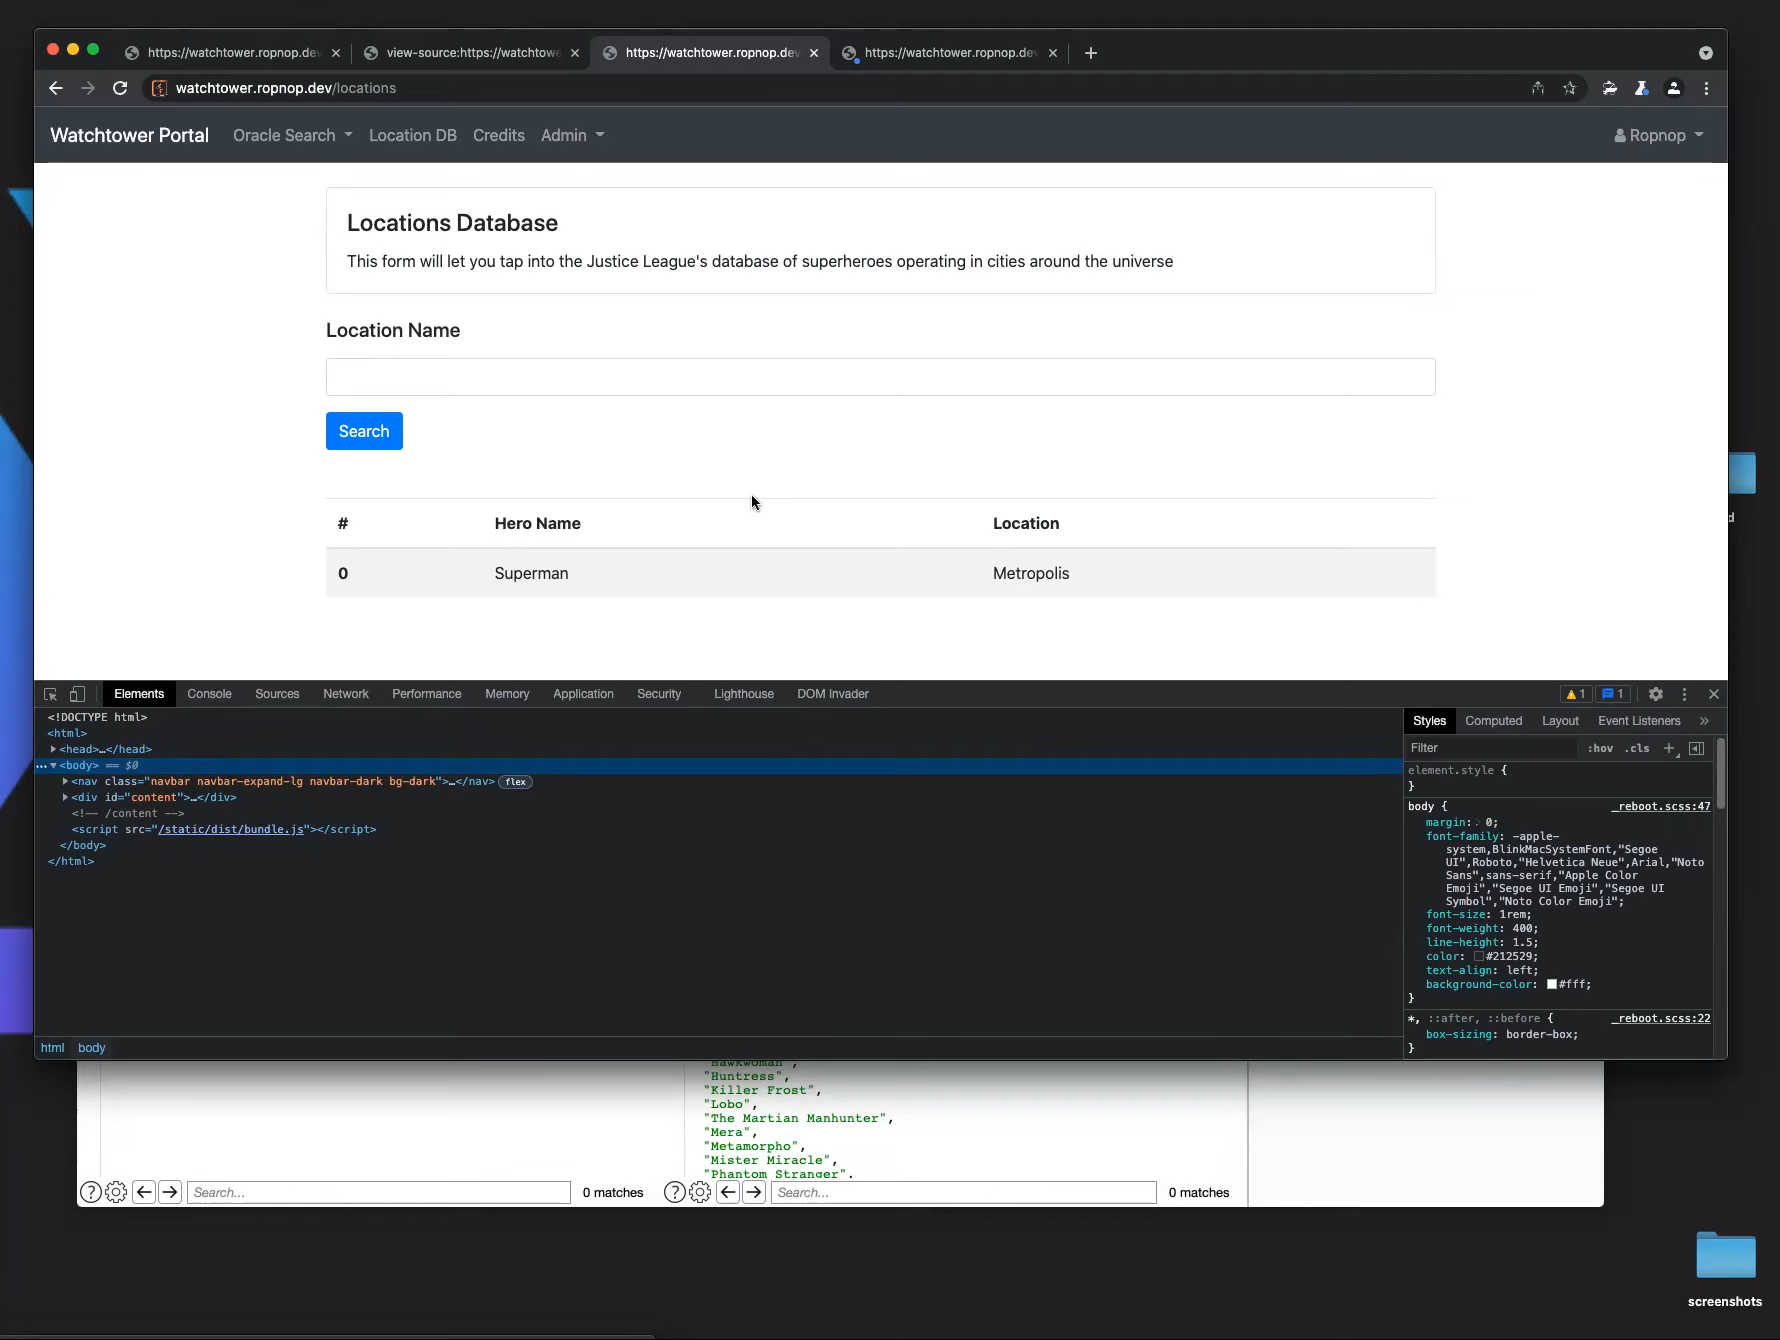 https://watchtower.ropnop.dev
view-source:https://watchtowe
https://watchtower.ropnop.dev
https://watchtower.ropnop.dev
watchtower.ropnop.dev/locations
Watchtower Portal
Oracle Search
Location DB
Credits
Admin
Ropnop
Locations Database
This form will let you tap into the Justice League's database of superheroes operating in cities around the universe
Location Name
Search
# Hero Name Location
0 Superman Metropolis
d
Elements Console Sources Network Performance Memory Application Security Lighthouse DOM Invader
1 1
<!DOCTYPE html>
<html>
<head>…</head>
<body> == $0
<nav class="navbar navbar-expand-lg navbar-dark bg-dark">…</nav> flex
<div id="content">…</div>
<!-- /content -->
<script src="/static/dist/bundle.js"></script>
</body>
</html>
html body
Styles Computed Layout Event Listeners »
Filter :hov .cls +
element.style {
}
body { _reboot.scss:47
margin: 0;
font-family: -apple-
system,BlinkMacSystemFont,"Segoe
UI",Roboto,"Helvetica Neue",Arial,"Noto
Sans",sans-serif,"Apple Color
Emoji","Segoe UI Emoji","Segoe UI
Symbol","Noto Color Emoji";
font-size: 1rem;
font-weight: 400;
line-height: 1.5;
color: #212529;
text-align: left;
background-color: #fff;
}
*, ::after, ::before { _reboot.scss:22
box-sizing: border-box;
}
"Hawkwoman",
"Huntress",
"Killer Frost",
"Lobo",
"The Martian Manhunter",
"Mera",
"Metamorpho",
"Mister Miracle",
"Phantom Stranger",
? Search... 0 matches
? Search... 0 matches
screenshots